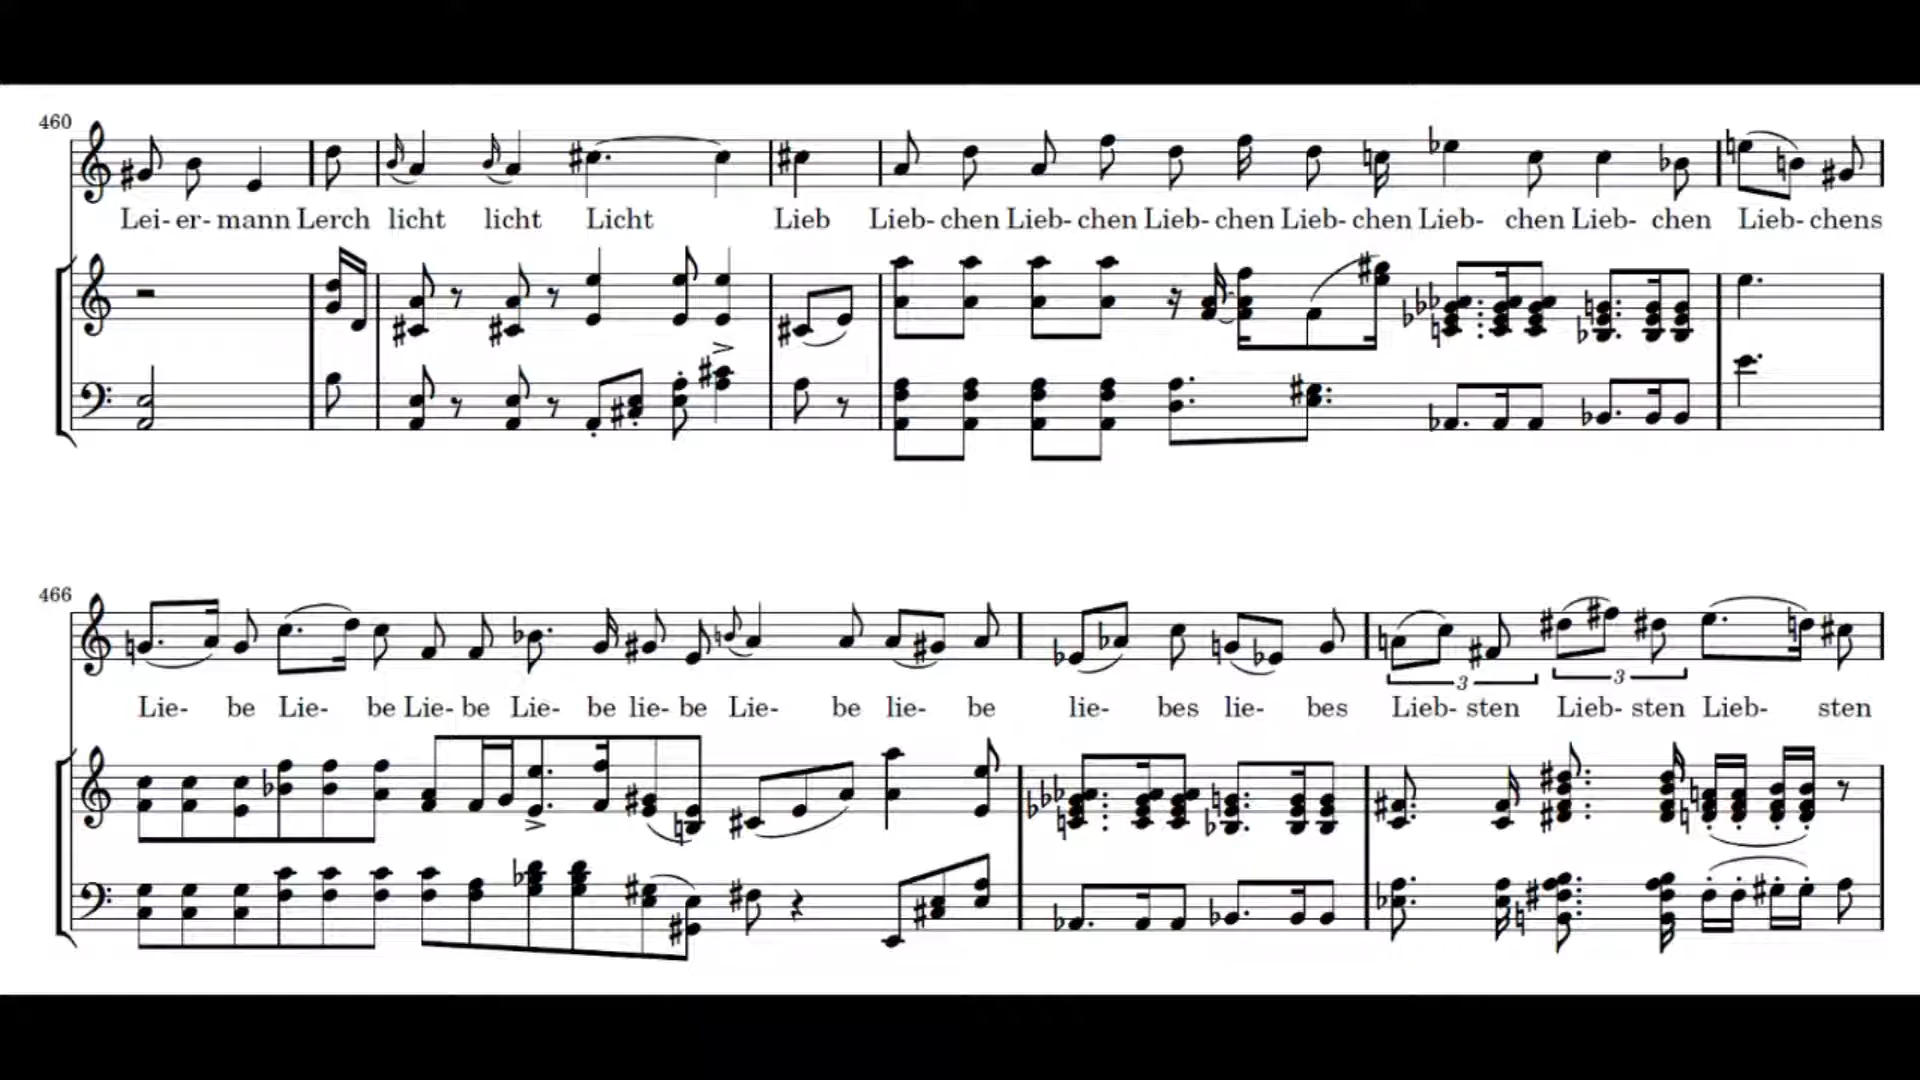 460
Lei- er- mann Lerch licht licht Licht Lieb Lieb- chen Lieb- chen Lieb- chen Lieb- chen Lieb- chen Lieb- chen Lieb- chens
466
Lie- be Lie- be Lie- be Lie- be lie- be Lie- be lie- be lie- bes lie- bes Lieb- sten Lieb- sten Lieb- sten
3 3